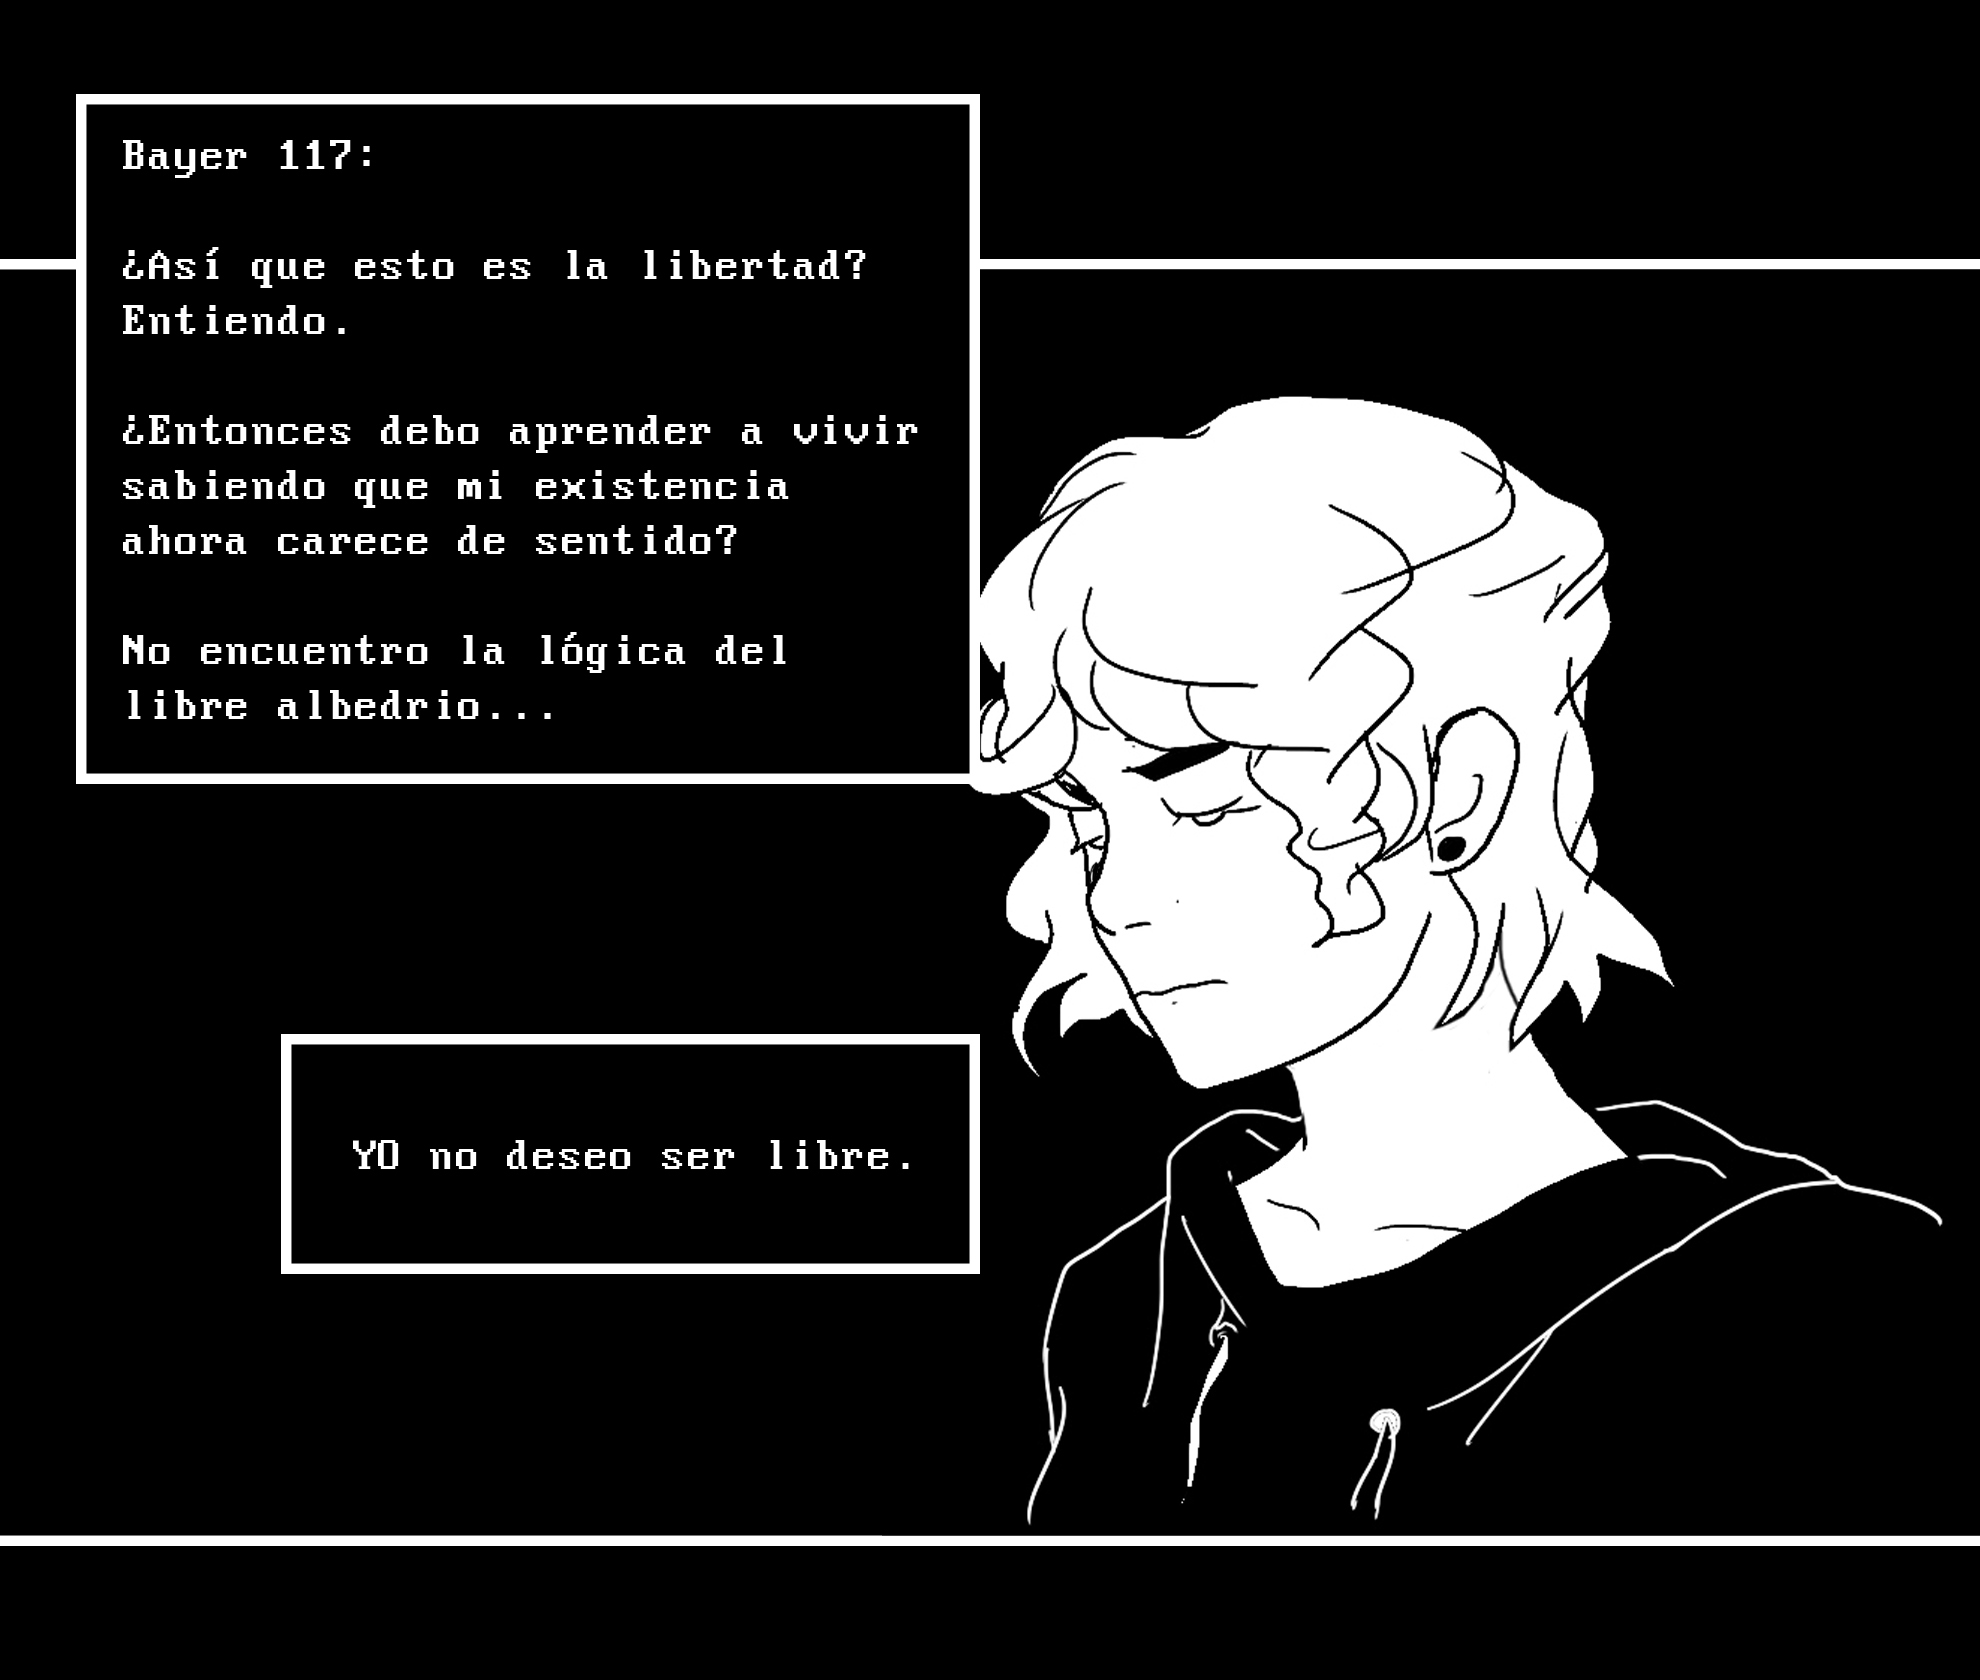 Bayer 117:
¿Así que esto es la libertad?
Entiendo.
¿Entonces debo aprender a vivir
sabiendo que mi existencia
ahora carece de sentido?
No encuentro la lógica del
libre albedrio...
YO no deseo ser libre.